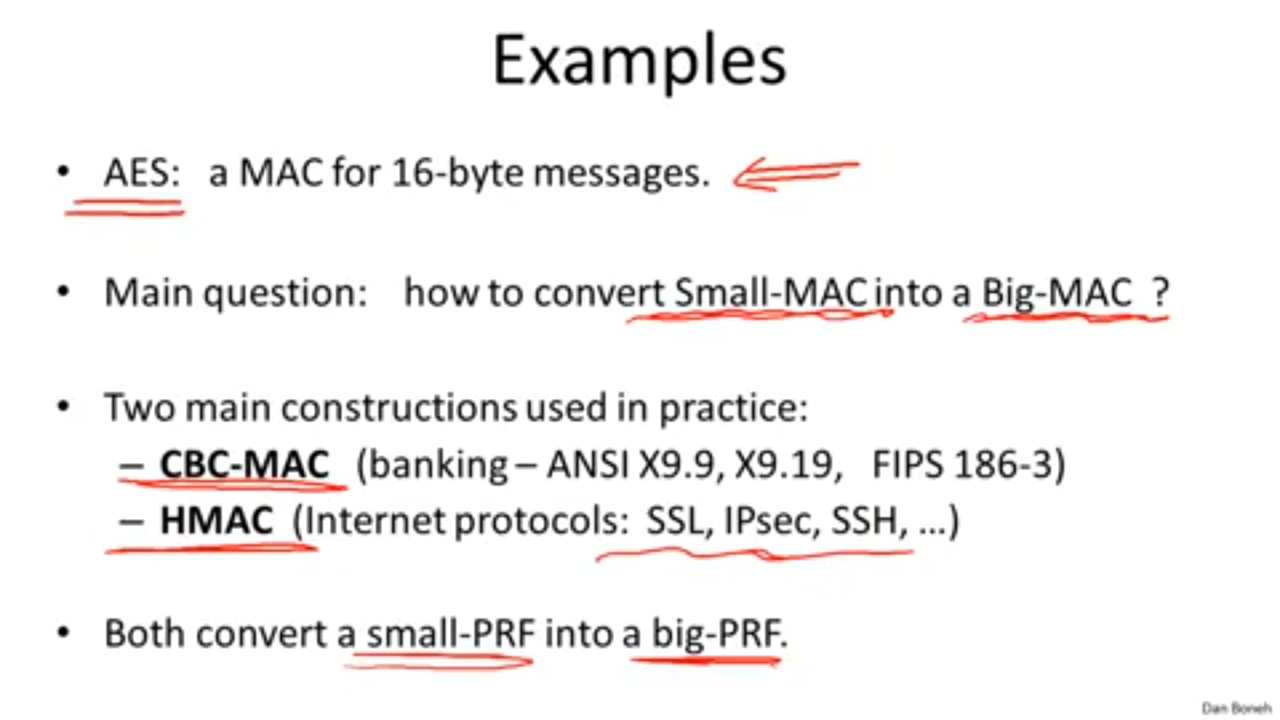 Examples
• AES: a MAC for 16-byte messages.
• Main question: how to convert Small-MAC into a Big-MAC ?
• Two main constructions used in practice:
– CBC-MAC (banking – ANSI X9.9, X9.19, FIPS 186-3)
– HMAC (Internet protocols: SSL, IPsec, SSH, …)
• Both convert a small-PRF into a big-PRF.
Dan Boneh